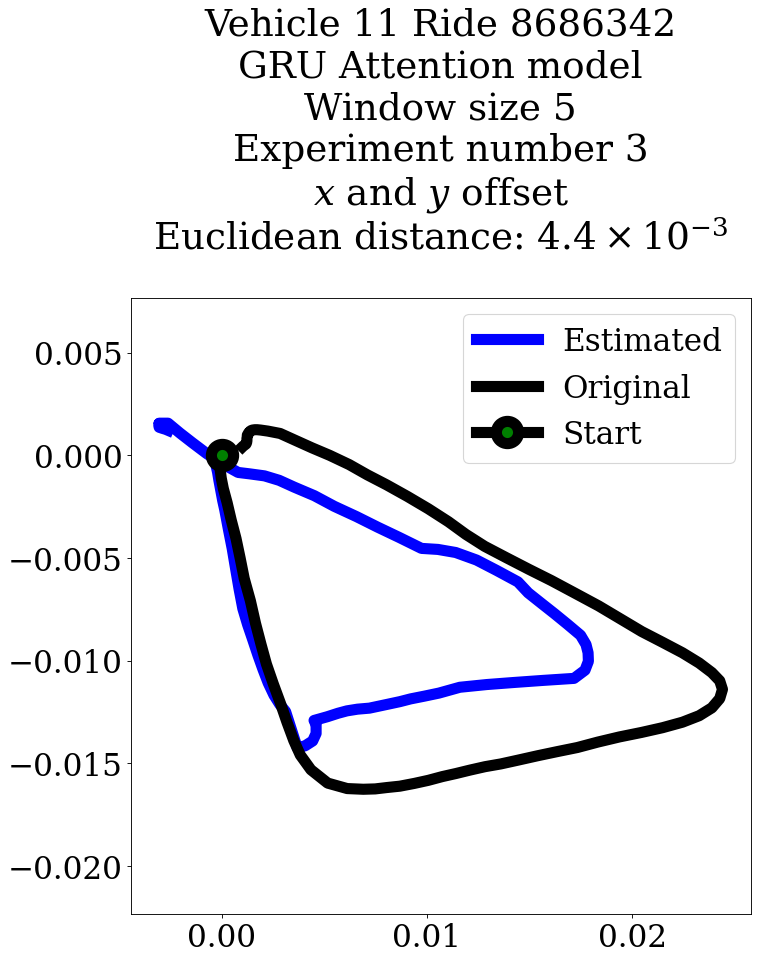 Vehicle 11 Ride 8686342
GRU Attention model
Window size 5
Experiment number 3
x and y offset
Euclidean distance: 4.4 × 10⁻³
Estimated
Original
Start
0.005
0.000
−0.005
−0.010
−0.015
−0.020
0.00
0.01
0.02